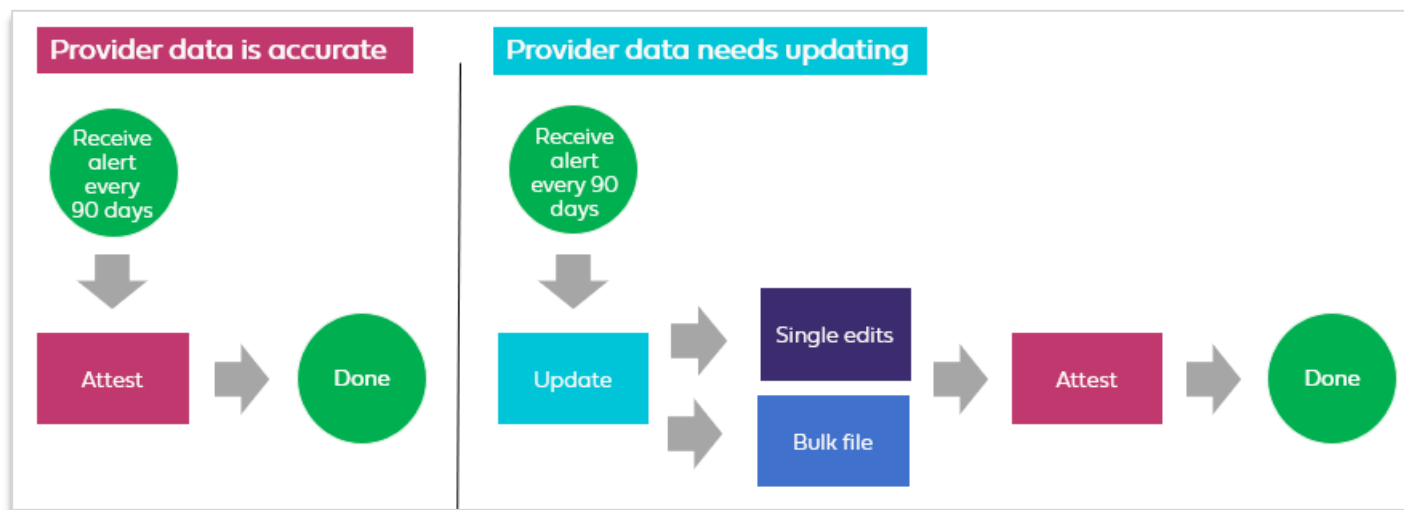 Provider data is accurate
Receive
alert
every
90 days
Attest
Done
Provider data needs updating
Receive
alert
every 90
days
Update
Single edits
Bulk file
Attest
Done